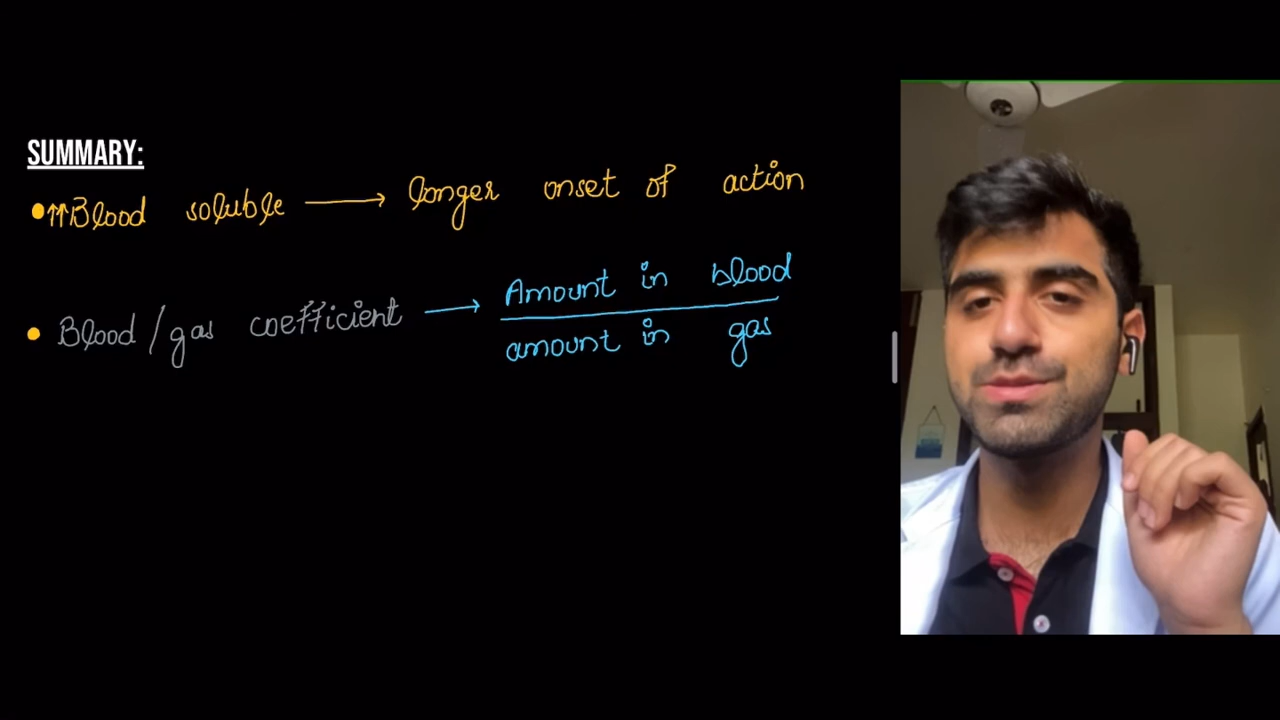 SUMMARY:
•↑↑Blood soluble → longer onset of action
• Blood/gas coefficient → Amount in blood
amount in gas